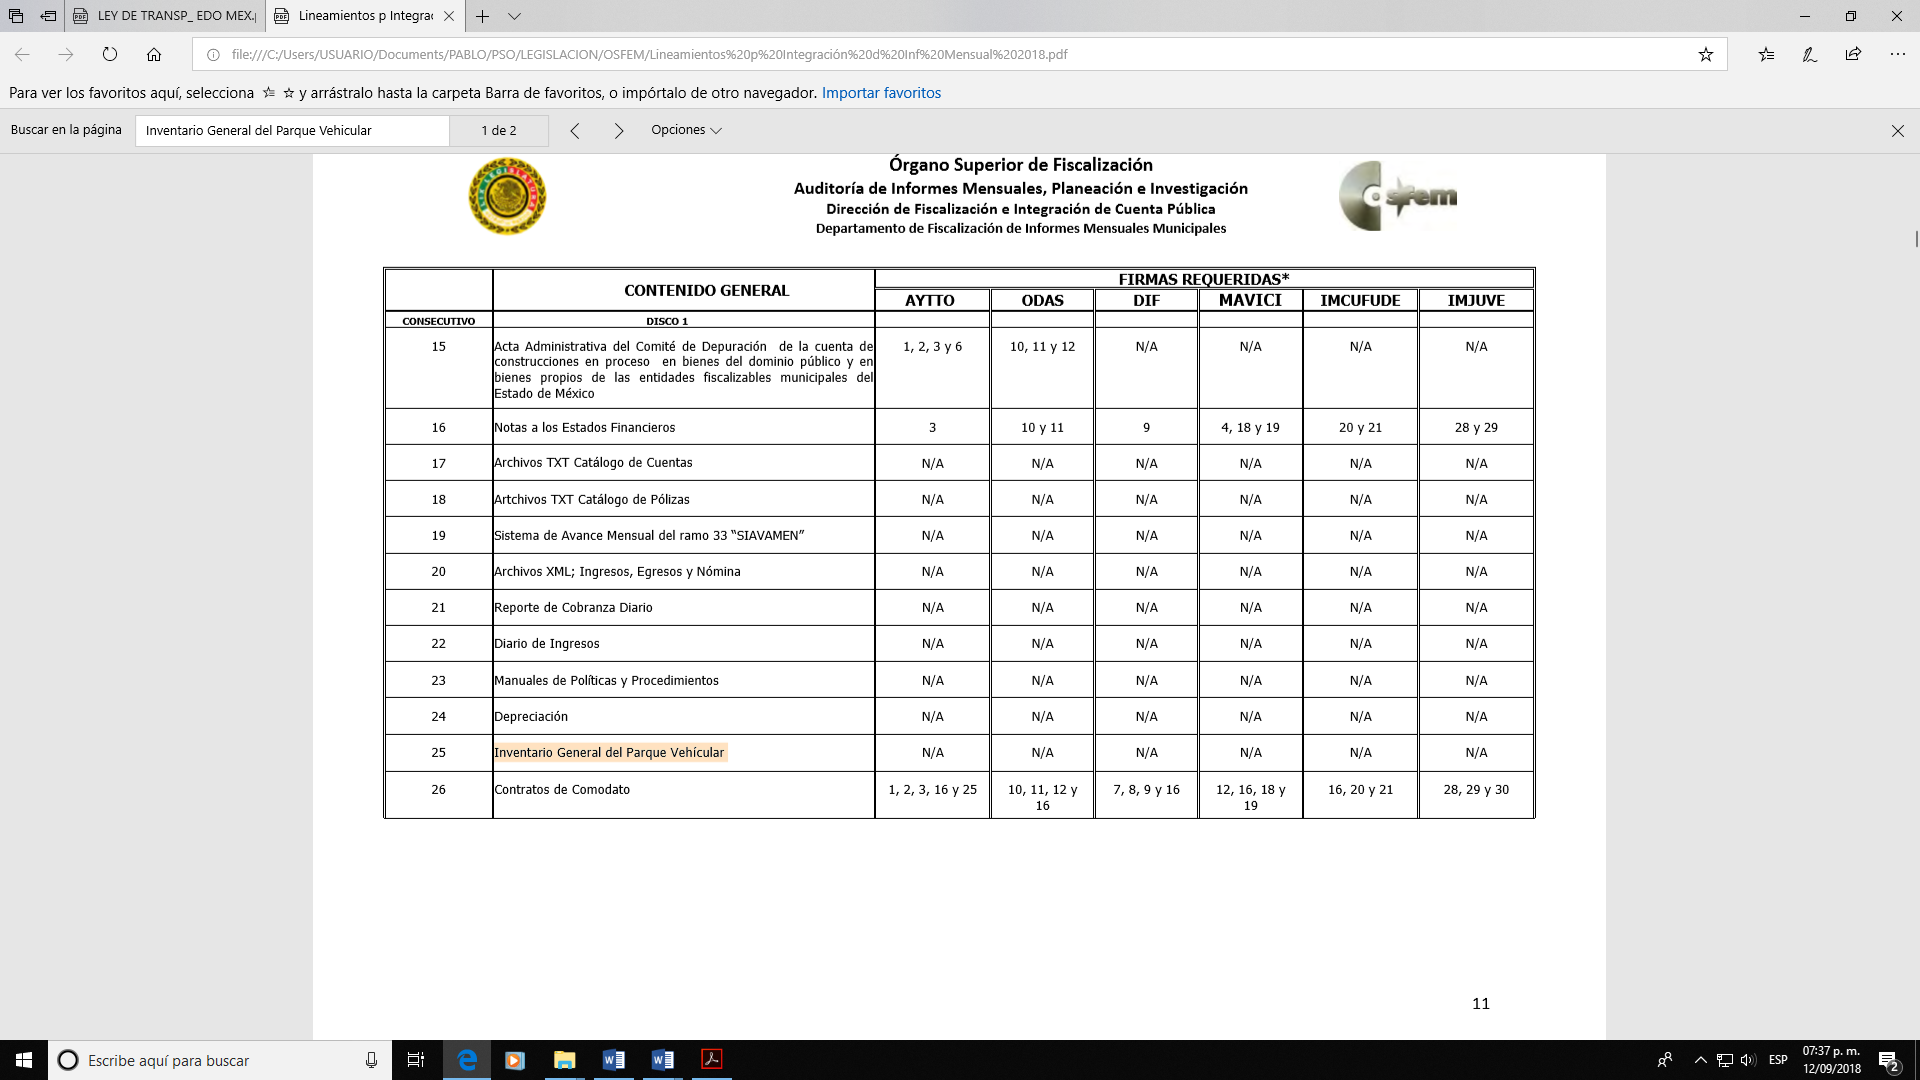 LEY DE TRANSP_ EDO MEX.p
Lineamientos p Integrac
file:///C:/Users/USUARIO/Documents/PABLO/PSO/LEGISLACION/OSFEM/Lineamientos%20p%20Integración%20d%20Inf%20Mensual%202018.pdf
Para ver los favoritos aquí, selecciona y arrástralo hasta la carpeta Barra de favoritos, o impórtalo de otro navegador. Importar favoritos
Buscar en la página Inventario General del Parque Vehicular 1 de 2 Opciones
Órgano Superior de Fiscalización
Auditoría de Informes Mensuales, Planeación e Investigación
Dirección de Fiscalización e Integración de Cuenta Pública
Departamento de Fiscalización de Informes Mensuales Municipales
osfem
CONTENIDO GENERAL FIRMAS REQUERIDAS*
AYTTO ODAS DIF MAVICI IMCUFUDE IMJUVE
CONSECUTIVO DISCO 1
15 Acta Administrativa del Comité de Depuración de la cuenta de 1, 2, 3 y 6 10, 11 y 12 N/A N/A N/A N/A
construcciones en proceso en bienes del dominio público y en
bienes propios de las entidades fiscalizables municipales del
Estado de México
16 Notas a los Estados Financieros 3 10 y 11 9 4, 18 y 19 20 y 21 28 y 29
17 Archivos TXT Catálogo de Cuentas N/A N/A N/A N/A N/A N/A
18 Artchivos TXT Catálogo de Pólizas N/A N/A N/A N/A N/A N/A
19 Sistema de Avance Mensual del ramo 33 “SIAVAMEN” N/A N/A N/A N/A N/A N/A
20 Archivos XML; Ingresos, Egresos y Nómina N/A N/A N/A N/A N/A N/A
21 Reporte de Cobranza Diario N/A N/A N/A N/A N/A N/A
22 Diario de Ingresos N/A N/A N/A N/A N/A N/A
23 Manuales de Políticas y Procedimientos N/A N/A N/A N/A N/A N/A
24 Depreciación N/A N/A N/A N/A N/A N/A
25 Inventario General del Parque Vehícular N/A N/A N/A N/A N/A N/A
26 Contratos de Comodato 1, 2, 3, 16 y 25 10, 11, 12 y 7, 8, 9 y 16 12, 16, 18 y 16, 20 y 21 28, 29 y 30
16 19
11
Escribe aquí para buscar
ESP
07:37 p. m.
12/09/2018
2